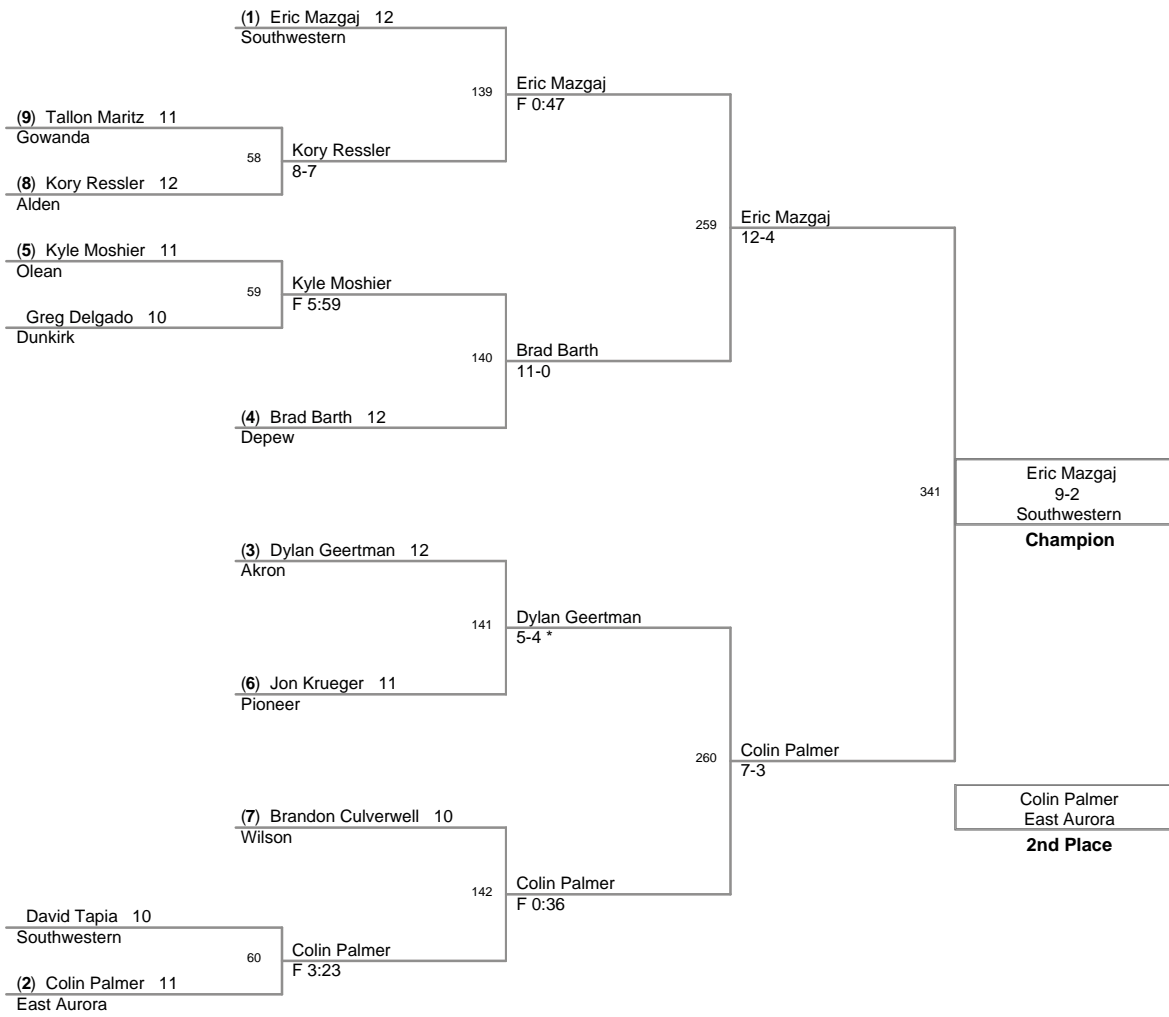 (1) Eric Mazgaj 12
Southwestern
139
Eric Mazgaj
F 0:47
(9) Tallon Maritz 11
Gowanda
58
Kory Ressler
8-7
(8) Kory Ressler 12
Alden
259
Eric Mazgaj
12-4
(5) Kyle Moshier 11
Olean
59
Kyle Moshier
F 5:59
Greg Delgado 10
Dunkirk
140
Brad Barth
11-0
(4) Brad Barth 12
Depew
341
Eric Mazgaj
9-2
Southwestern
Champion
(3) Dylan Geertman 12
Akron
141
Dylan Geertman
5-4 *
(6) Jon Krueger 11
Pioneer
260
Colin Palmer
7-3
Colin Palmer
East Aurora
2nd Place
(7) Brandon Culverwell 10
Wilson
142
Colin Palmer
F 0:36
David Tapia 10
Southwestern
60
Colin Palmer
F 3:23
(2) Colin Palmer 11
East Aurora